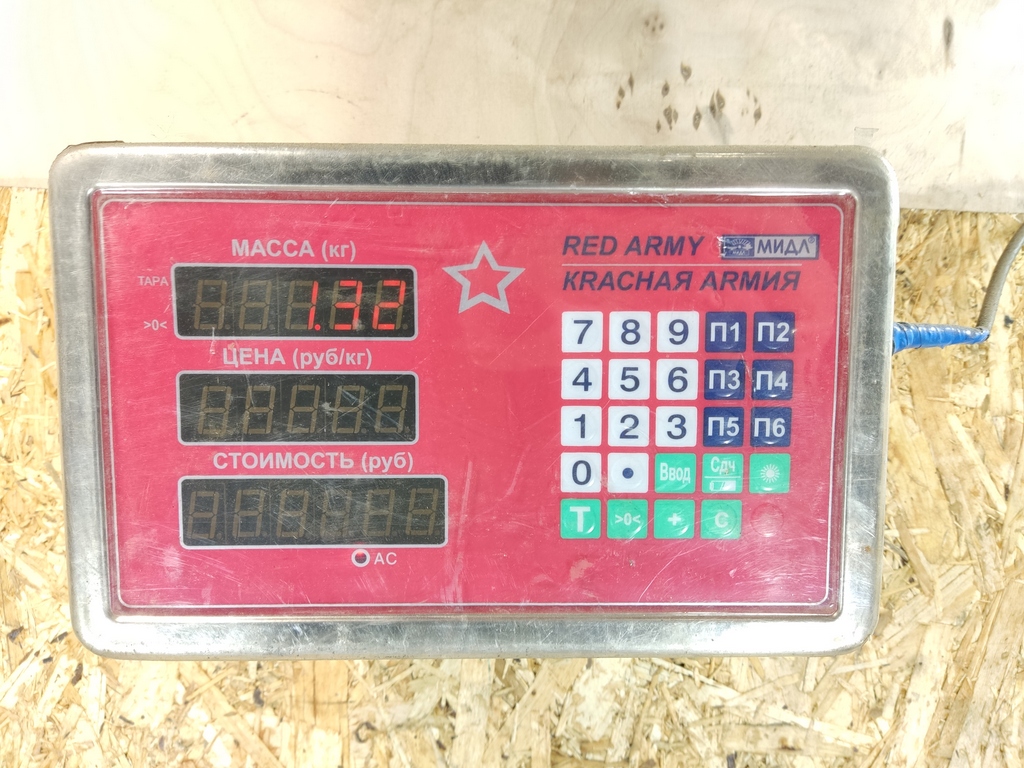 МАССА (кг)
ТАРА
1.32
>0<
ЦЕНА (руб/кг)
СТОИМОСТЬ (руб)
AC
RED ARMY МИДЛ®
КRАСНАЯ АRМИЯ
7 8 9 П1 П2
4 5 6 П3 П4
1 2 3 П5 П6
0 • Ввод Сдч
T >0< + C